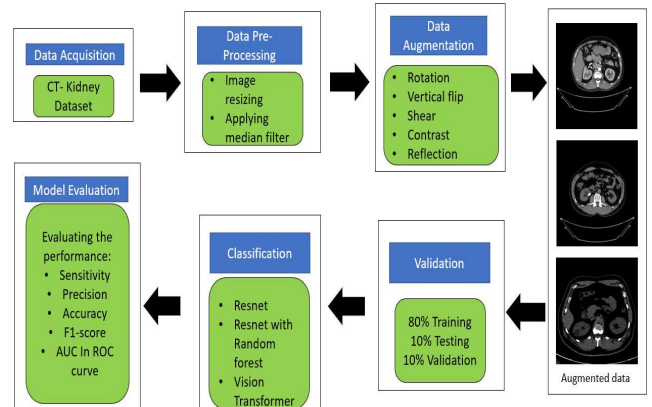 Data Acquisition
CT- Kidney
Dataset
Data Pre-
Processing
• Image
resizing
• Applying
median filter
Data
Augmentation
• Rotation
• Vertical flip
• Shear
• Contrast
• Reflection
Augmented data
Validation
80% Training
10% Testing
10% Validation
Classification
• Resnet
• Resnet with
Random
forest
• Vision
Transformer
Model Evaluation
Evaluating the
performance:
• Sensitivity
• Precision
• Accuracy
• F1-score
• AUC In ROC
curve